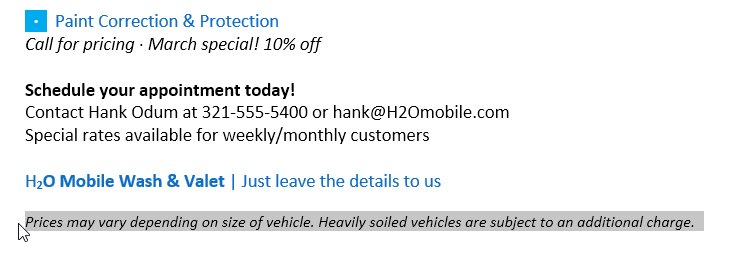 Paint Correction & Protection
Call for pricing · March special! 10% off
Schedule your appointment today!
Contact Hank Odum at 321-555-5400 or hank@H2Omobile.com
Special rates available for weekly/monthly customers
H₂O Mobile Wash & Valet | Just leave the details to us
Prices may vary depending on size of vehicle. Heavily soiled vehicles are subject to an additional charge.